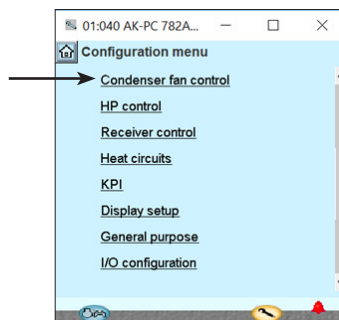 01:040 AK-PC 782A...
Configuration menu
Condenser fan control
HP control
Receiver control
Heat circuits
KPI
Display setup
General purpose
I/O configuration